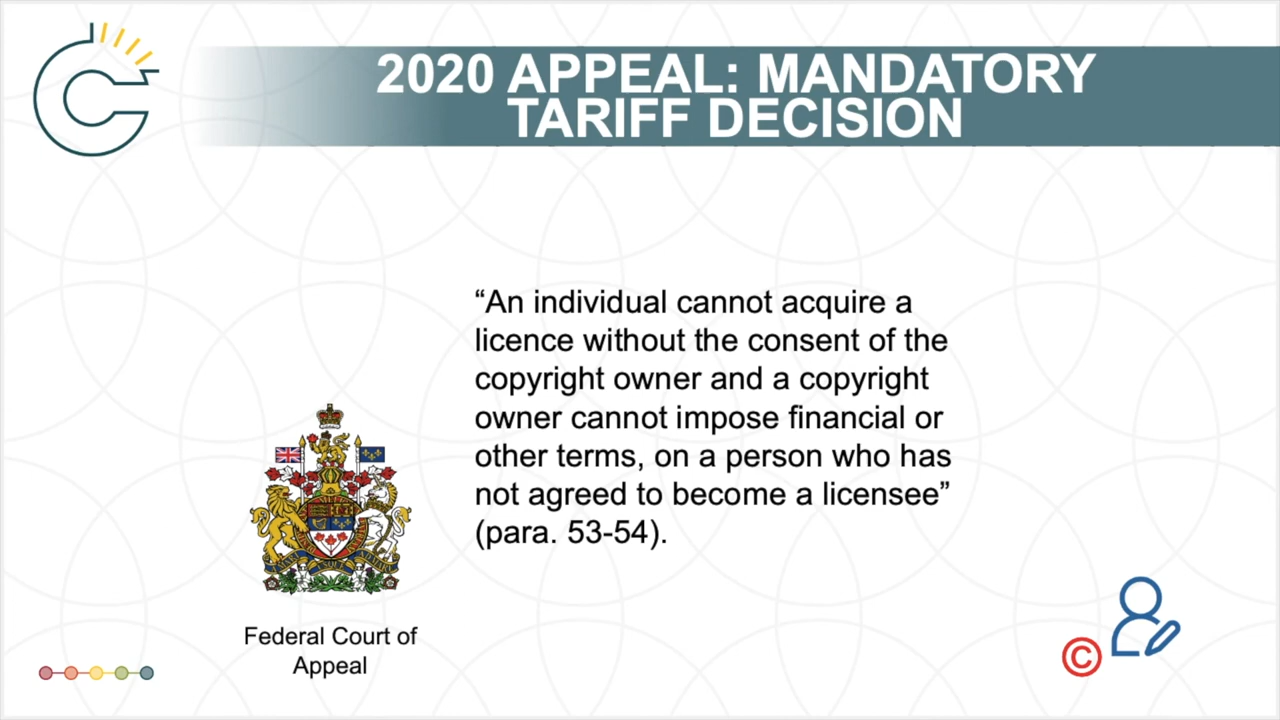 2020 APPEAL: MANDATORY
TARIFF DECISION
“An individual cannot acquire a
licence without the consent of the
copyright owner and a copyright
owner cannot impose financial or
other terms, on a person who has
not agreed to become a licensee”
(para. 53-54).
Federal Court of
Appeal
©